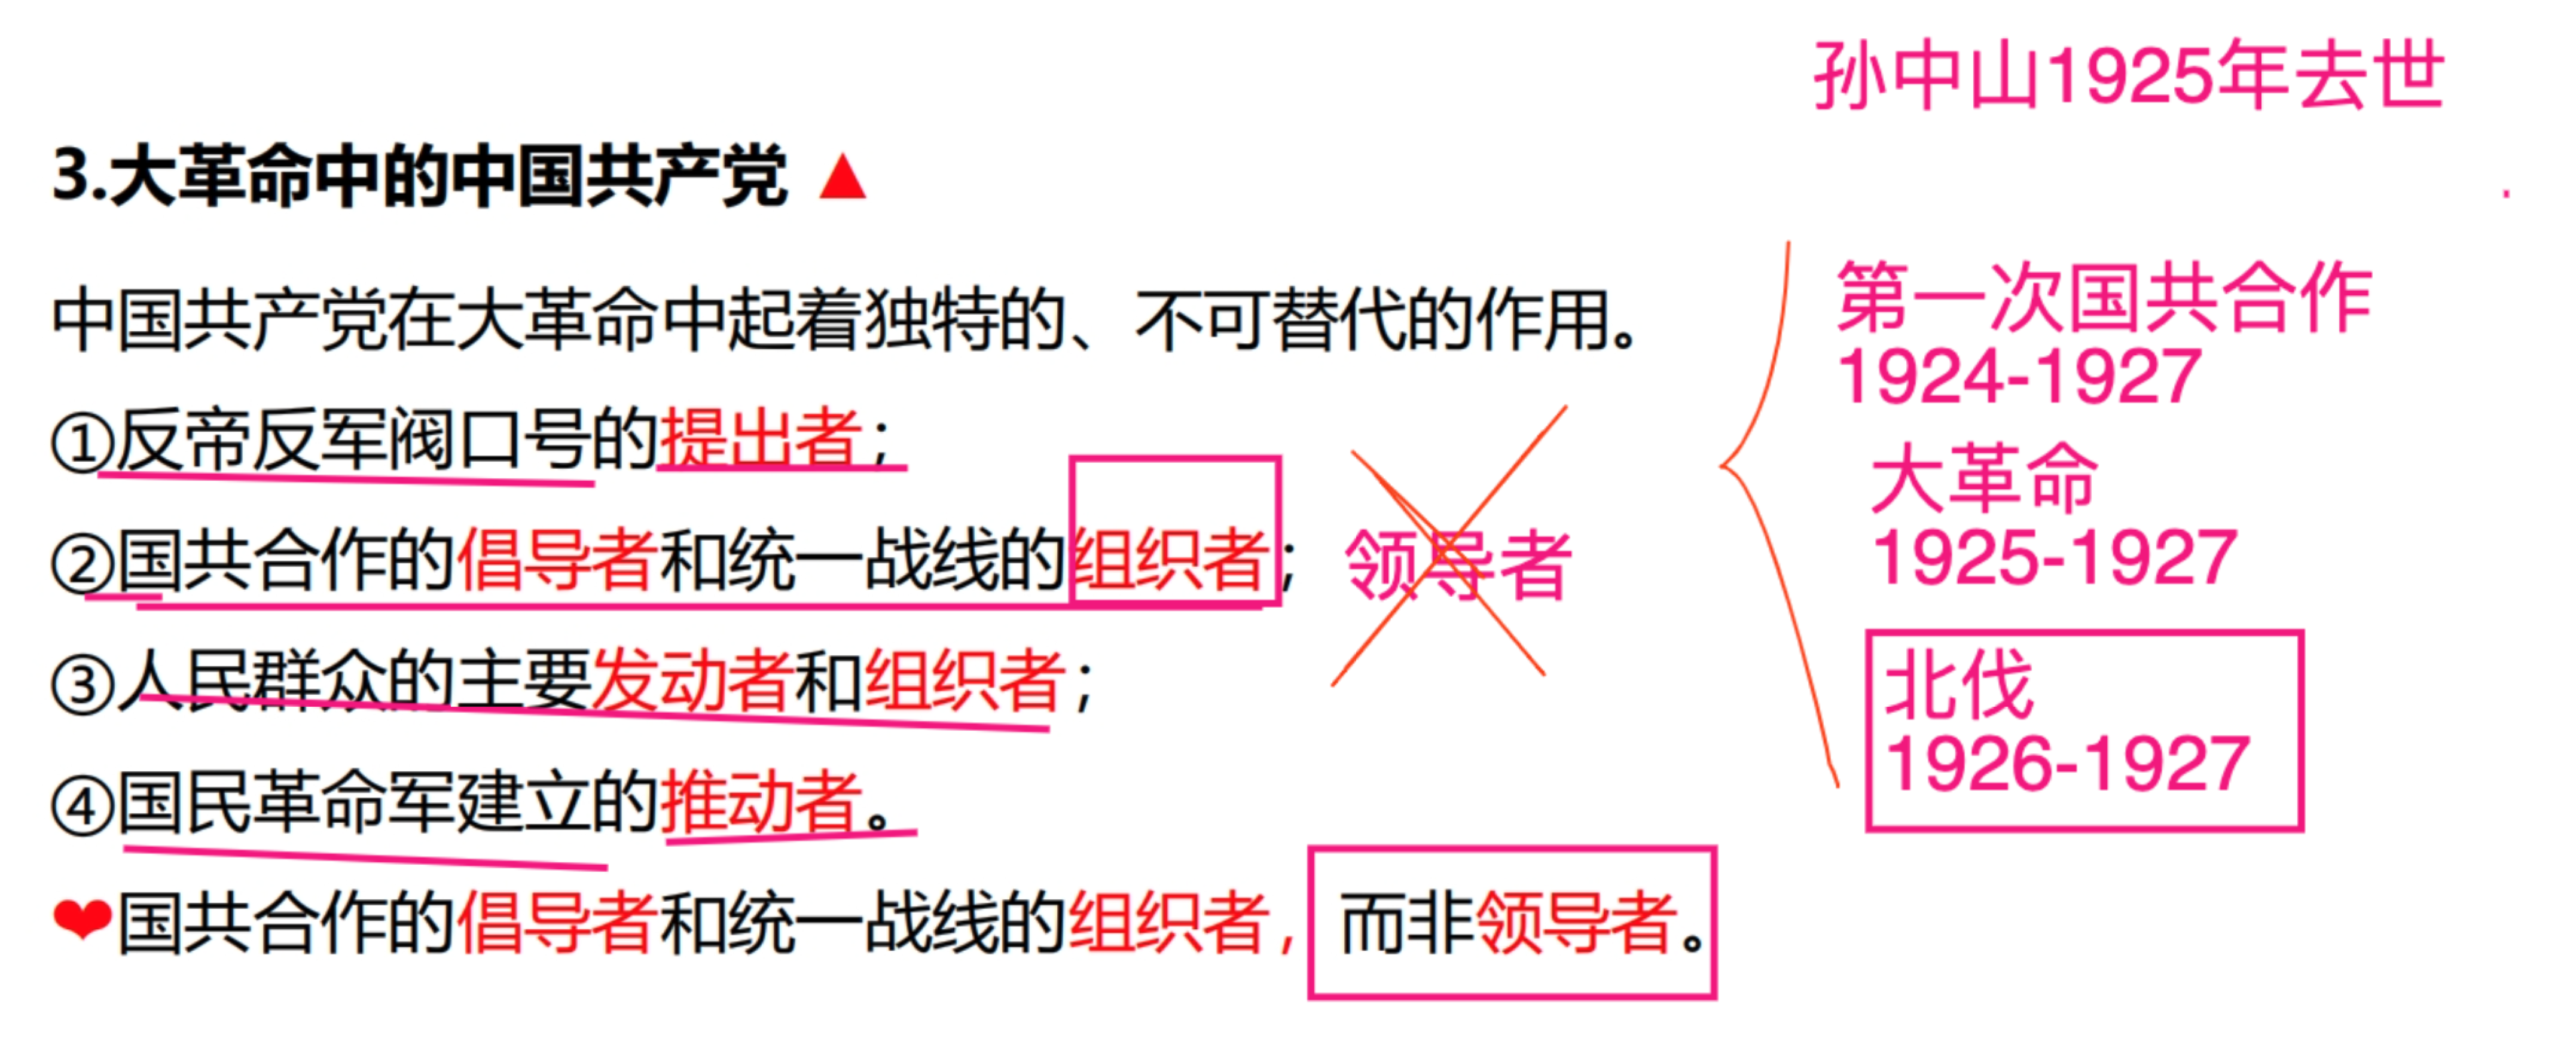 孙中山1925年去世
3.大革命中的中国共产党 ▲
中国共产党在大革命中起着独特的、不可替代的作用。
①反帝反军阀口号的提出者；
②国共合作的倡导者和统一战线的组织者；
领导者
③人民群众的主要发动者和组织者；
④国民革命军建立的推动者。
❤国共合作的倡导者和统一战线的组织者，而非领导者。
第一次国共合作
1924-1927
大革命
1925-1927
北伐
1926-1927